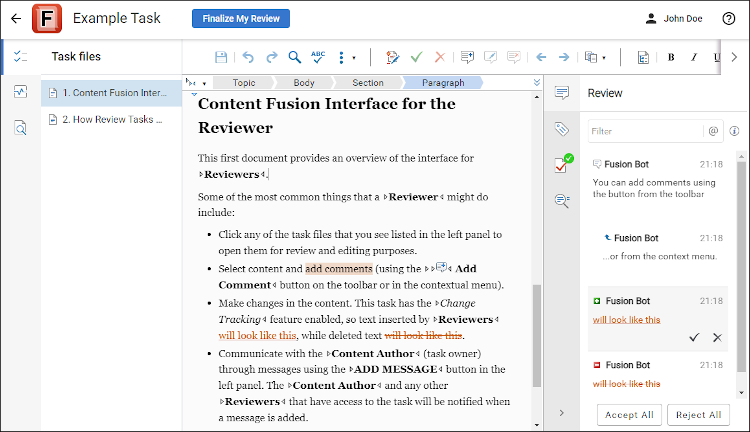 F
Example Task
Finalize My Review
John Doe
Task files
ABC
B I U
1. Content Fusion Inter...
2. How Review Tasks ...
Topic Body Section Paragraph
Content Fusion Interface for the
Reviewer
This first document provides an overview of the interface for
Reviewers.
Some of the most common things that a Reviewer might do
include:
• Click any of the task files that you see listed in the left panel to
open them for review and editing purposes.
• Select content and add comments (using the Add
Comment button on the toolbar or in the contextual menu).
• Make changes in the content. This task has the Change
Tracking feature enabled, so text inserted by Reviewers
will look like this, while deleted text will look like this.
• Communicate with the Content Author (task owner)
through messages using the ADD MESSAGE button in the
left panel. The Content Author and any other
Reviewers that have access to the task will be notified when
a message is added.
Review
Filter @
Fusion Bot 21:18
You can add comments using
the button from the toolbar
Fusion Bot 21:18
...or from the context menu.
Fusion Bot 21:18
will look like this
Fusion Bot 21:18
will look like this
Accept All Reject All